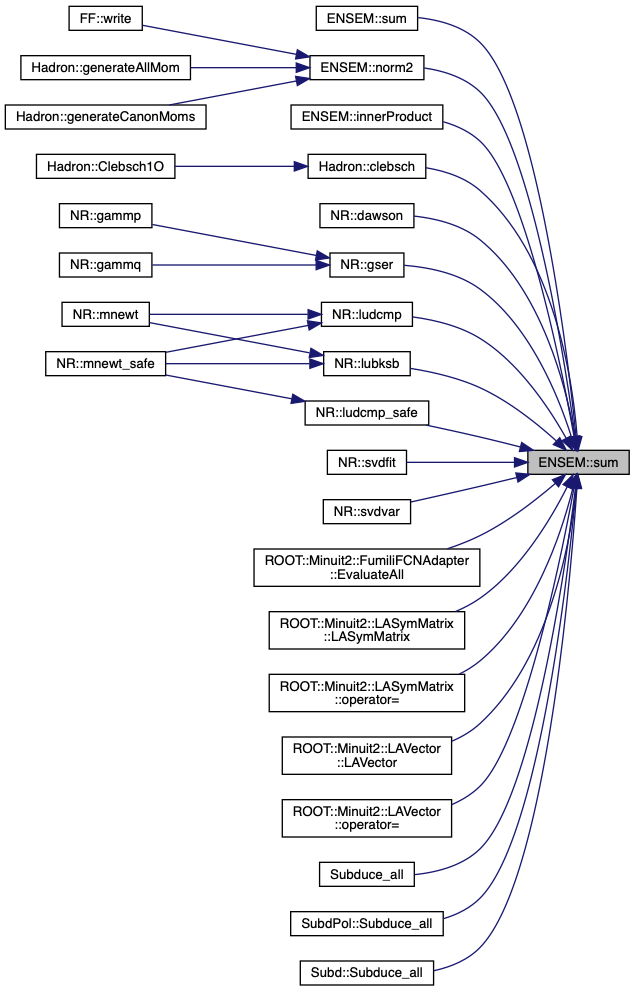 FF::write
ENSEM::sum
Hadron::generateAllMom
ENSEM::norm2
Hadron::generateCanonMoms
ENSEM::innerProduct
Hadron::Clebsch1O
Hadron::clebsch
NR::gammp
NR::dawson
NR::gammq
NR::gser
NR::mnewt
NR::ludcmp
NR::mnewt_safe
NR::lubksb
NR::ludcmp_safe
NR::svdfit
ENSEM::sum
NR::svdvar
ROOT::Minuit2::FumiliFCNAdapter
::EvaluateAll
ROOT::Minuit2::LASymMatrix
::LASymMatrix
ROOT::Minuit2::LASymMatrix
::operator=
ROOT::Minuit2::LAVector
::LAVector
ROOT::Minuit2::LAVector
::operator=
Subduce_all
SubdPol::Subduce_all
Subd::Subduce_all